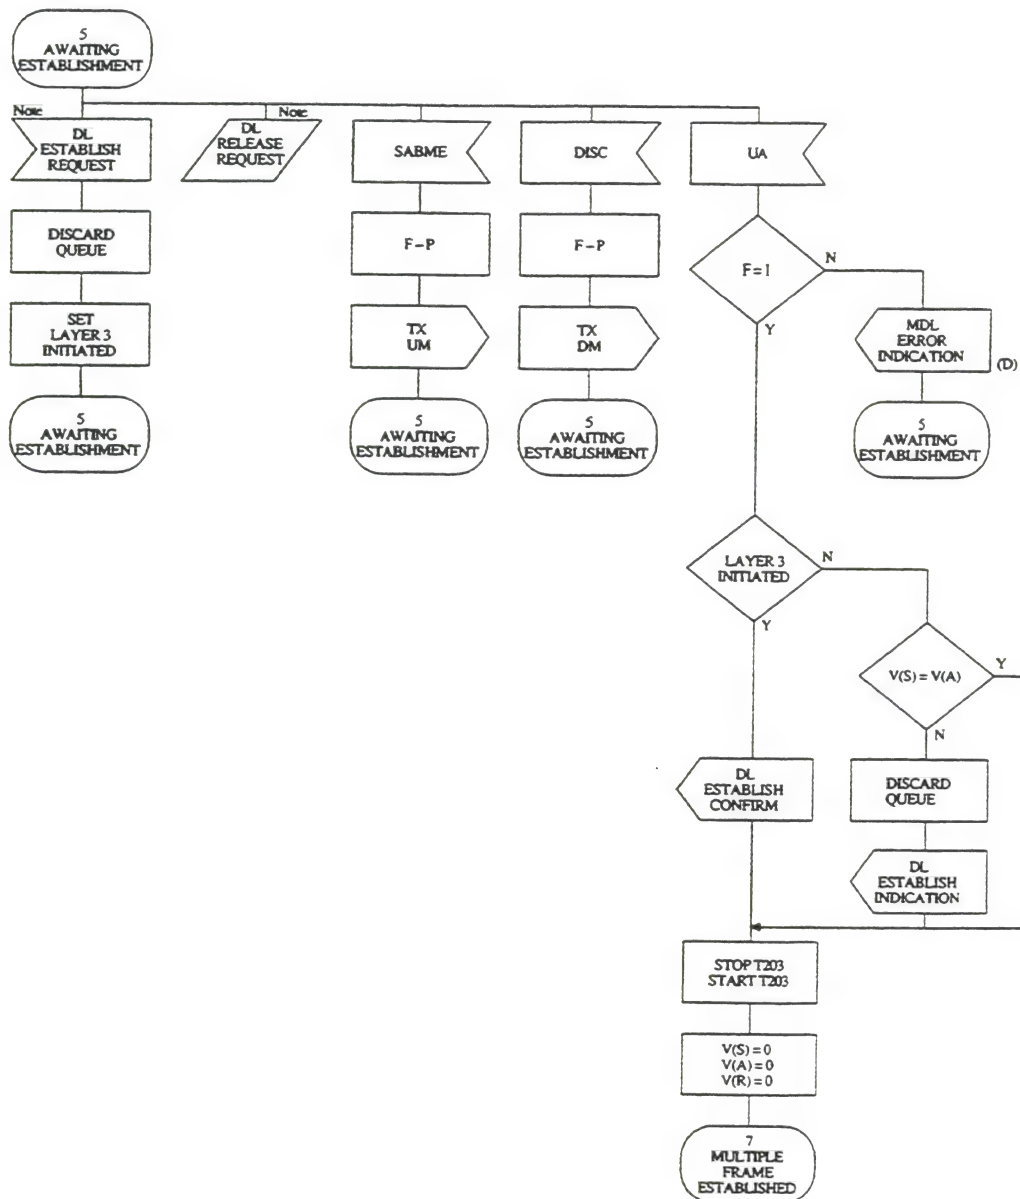 5
AWAITING
ESTABLISHMENT
Note
DL
ESTABLISH
REQUEST
Note
DL
RELEASE
REQUEST
SABME
DISC
UA
DISCARD
QUEUE
F – P
F – P
F = 1
N
Y
SET
LAYER 3
INITIATED
TX
UM
TX
DM
MDL
ERROR
INDICATION
(D)
5
AWAITING
ESTABLISHMENT
5
AWAITING
ESTABLISHMENT
5
AWAITING
ESTABLISHMENT
5
AWAITING
ESTABLISHMENT
LAYER 3
INITIATED
N
Y
V(S) = V(A)
Y
N
DL
ESTABLISH
CONFIRM
DISCARD
QUEUE
DL
ESTABLISH
INDICATION
STOP T203
START T203
V(S) = 0
V(A) = 0
V(R) = 0
7
MULTIPLE
FRAME
ESTABLISHED